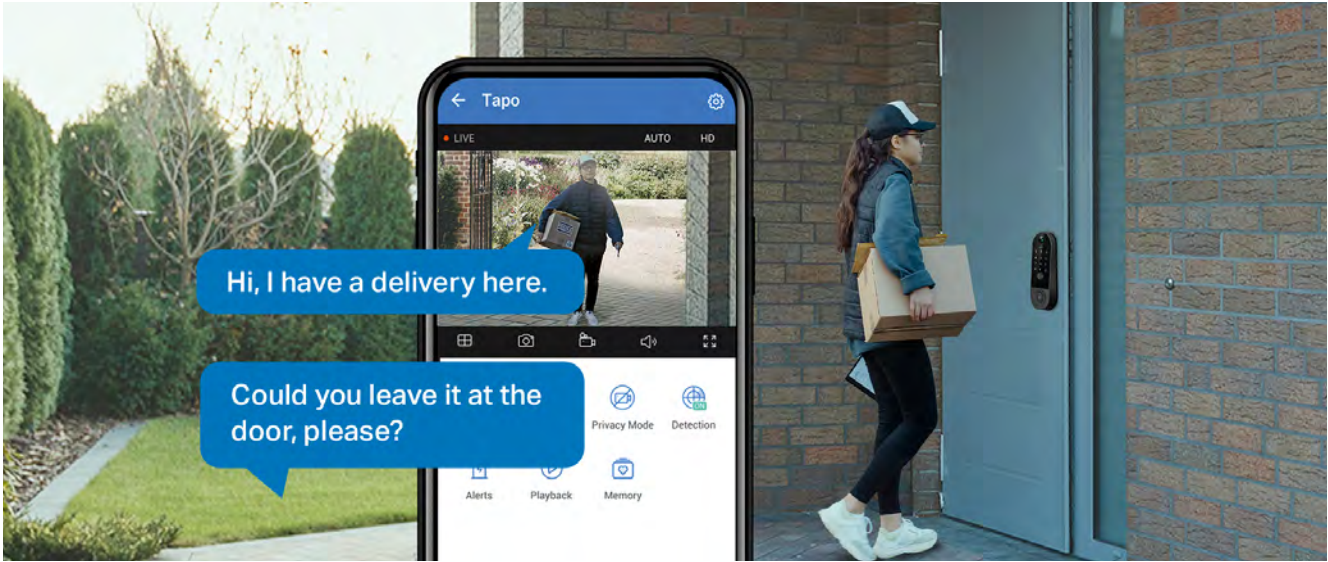 Tapo
LIVE AUTO HD
Hi, I have a delivery here.
Could you leave it at the
door, please?
Privacy Mode Detection
ON
Alerts Playback Memory